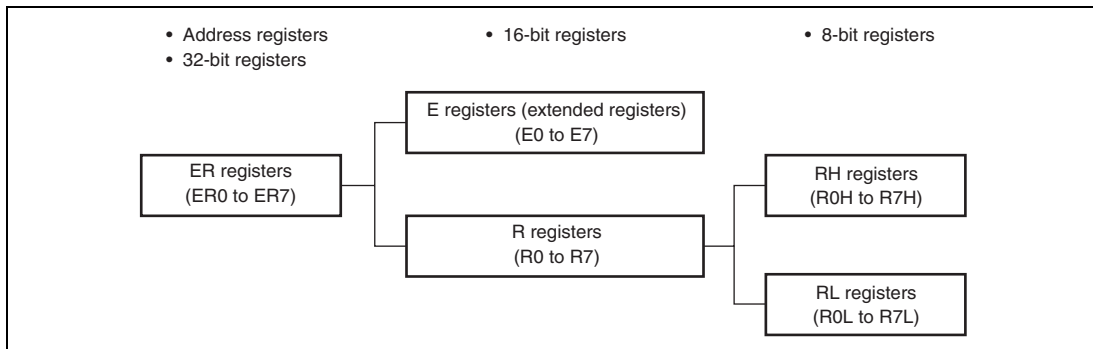 • Address registers
• 32-bit registers
• 16-bit registers
• 8-bit registers
E registers (extended registers)
(E0 to E7)
ER registers
(ER0 to ER7)
RH registers
(R0H to R7H)
R registers
(R0 to R7)
RL registers
(R0L to R7L)